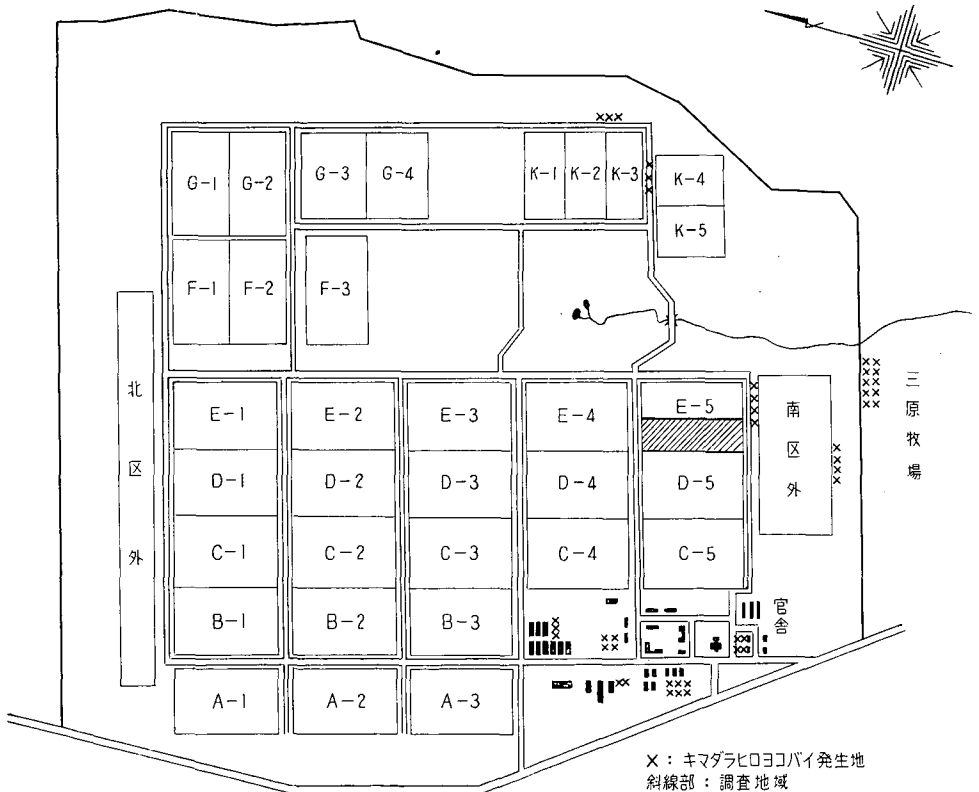 G-1 G-2 G-3 G-4 K-1 K-2 K-3 K-4
K-5
F-1 F-2 F-3
北区外
E-1 E-2 E-3 E-4 E-5
南区外
三原牧場
D-1 D-2 D-3 D-4 D-5
C-1 C-2 C-3 C-4 C-5
B-1 B-2 B-3
官舎
A-1 A-2 A-3
×：キマダラヒロヨコバイ発生地
斜線部：調査地域